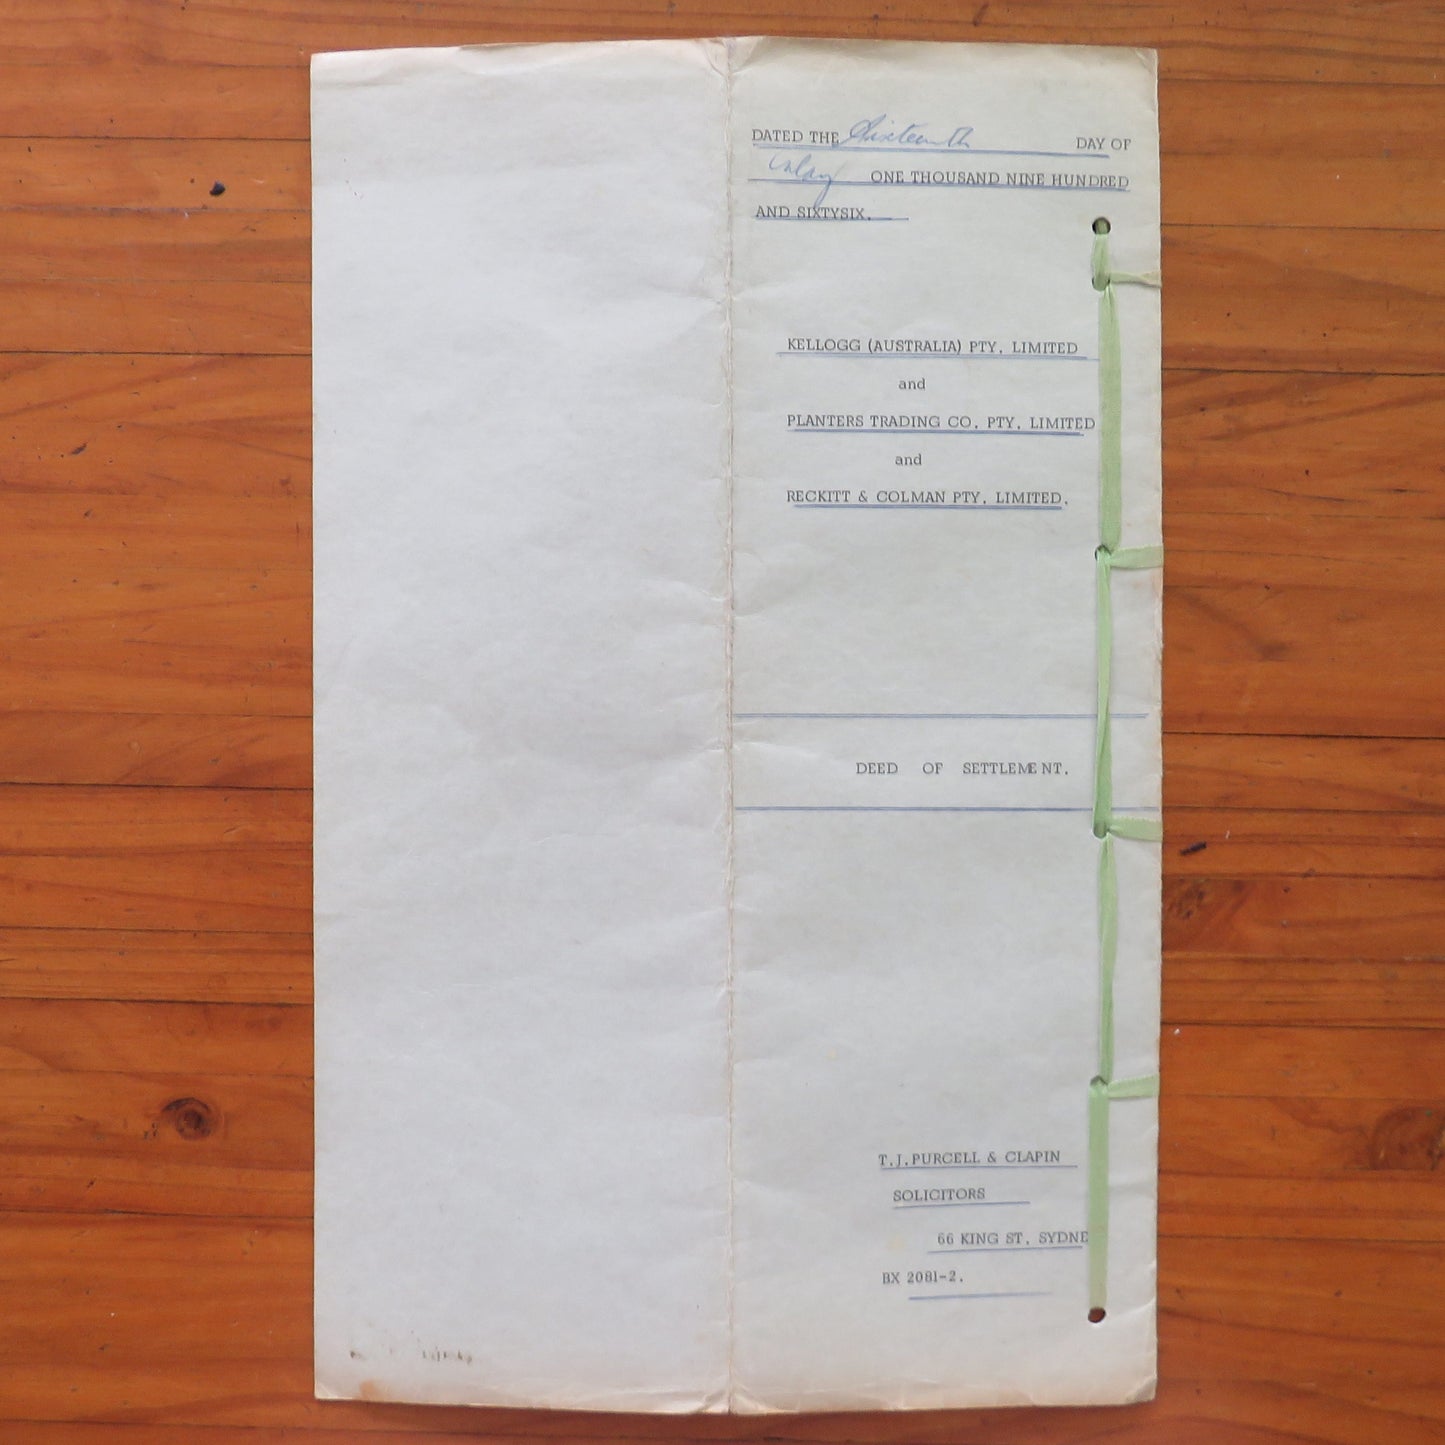 DATED THE Sixteenth DAY OF
May ONE THOUSAND NINE HUNDRED
AND SIXTYSIX.
KELLOGG (AUSTRALIA) PTY. LIMITED
and
PLANTERS TRADING CO. PTY. LIMITED
and
RECKITT & COLMAN PTY. LIMITED.
DEED OF SETTLEMENT.
T.J.PURCELL & CLAPIN
SOLICITORS
66 KING ST. SYDNE
BX 2081-2.